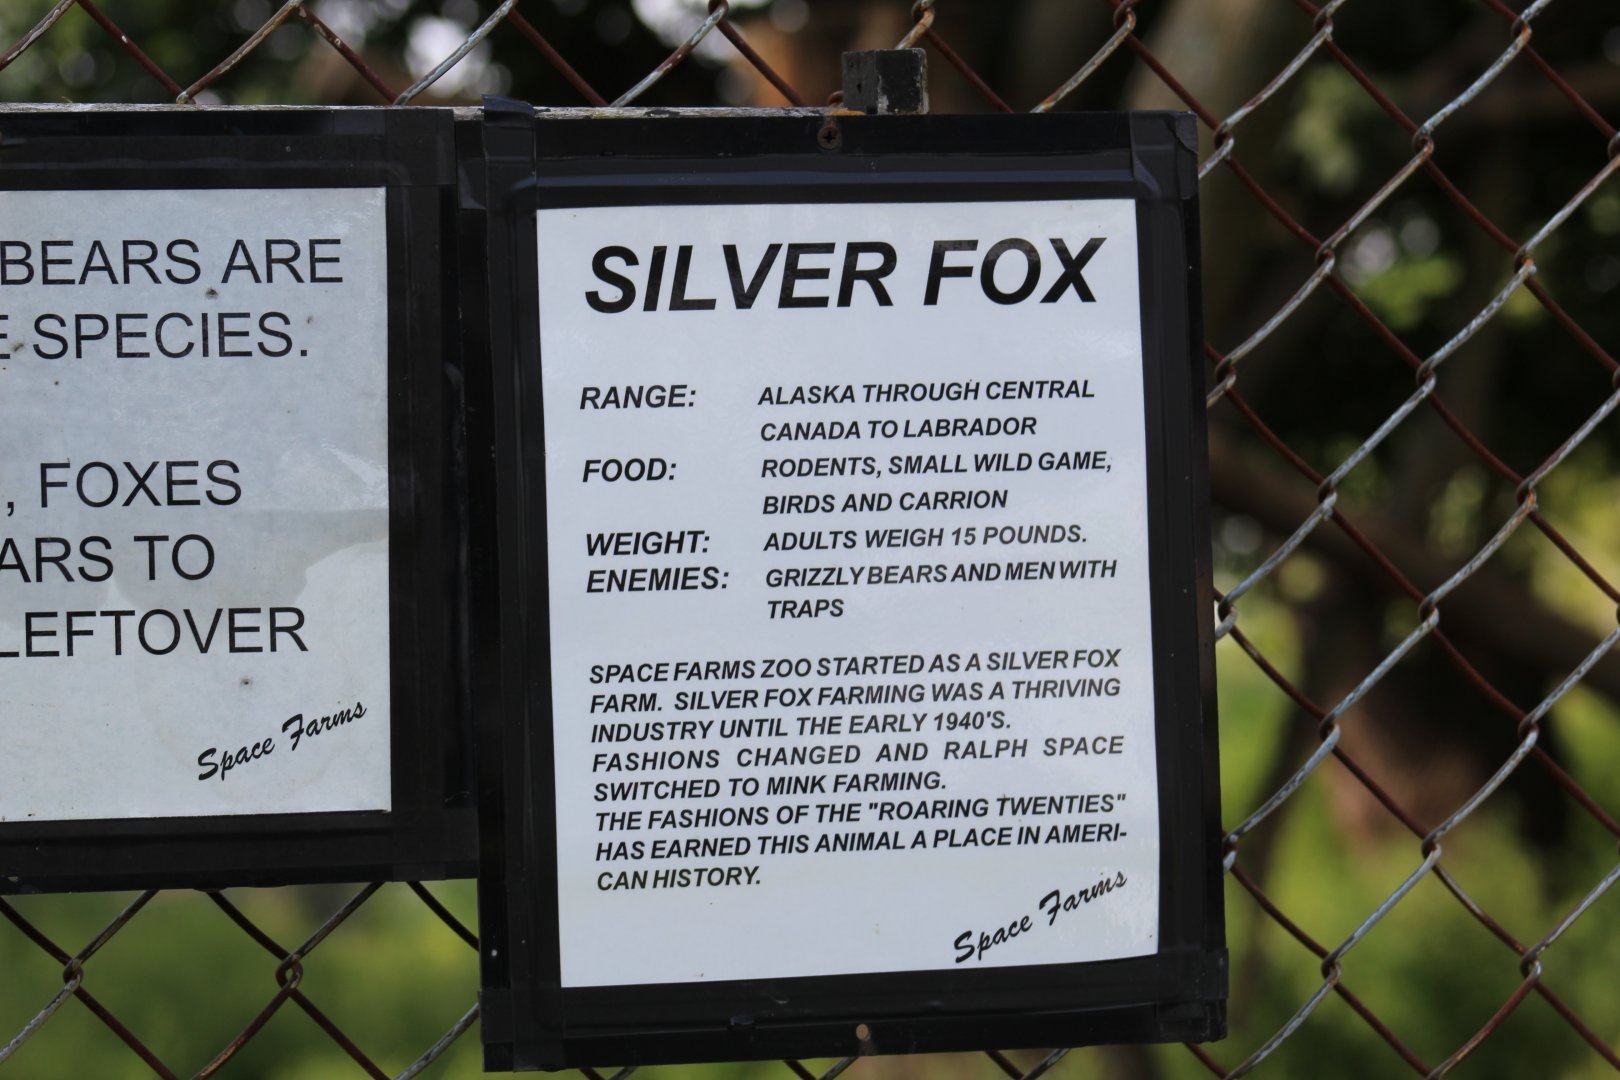 BEARS ARE
SPECIES.
, FOXES
TO
LEFTOVER
Space Farms
SILVER FOX
RANGE: ALASKA THROUGH CENTRAL
CANADA TO LABRADOR
FOOD: RODENTS, SMALL WILD GAME,
BIRDS AND CARRION
WEIGHT: ADULTS WEIGH 15 POUNDS.
ENEMIES: GRIZZLY BEARS AND MEN WITH
TRAPS
SPACE FARMS ZOO STARTED AS A SILVER FOX
FARM. SILVER FOX FARMING WAS A THRIVING
INDUSTRY UNTIL THE EARLY 1940'S.
FASHIONS CHANGED AND RALPH SPACE
SWITCHED TO MINK FARMING.
THE FASHIONS OF THE "ROARING TWENTIES"
HAS EARNED THIS ANIMAL A PLACE IN AMERI-
CAN HISTORY.
Space Farms